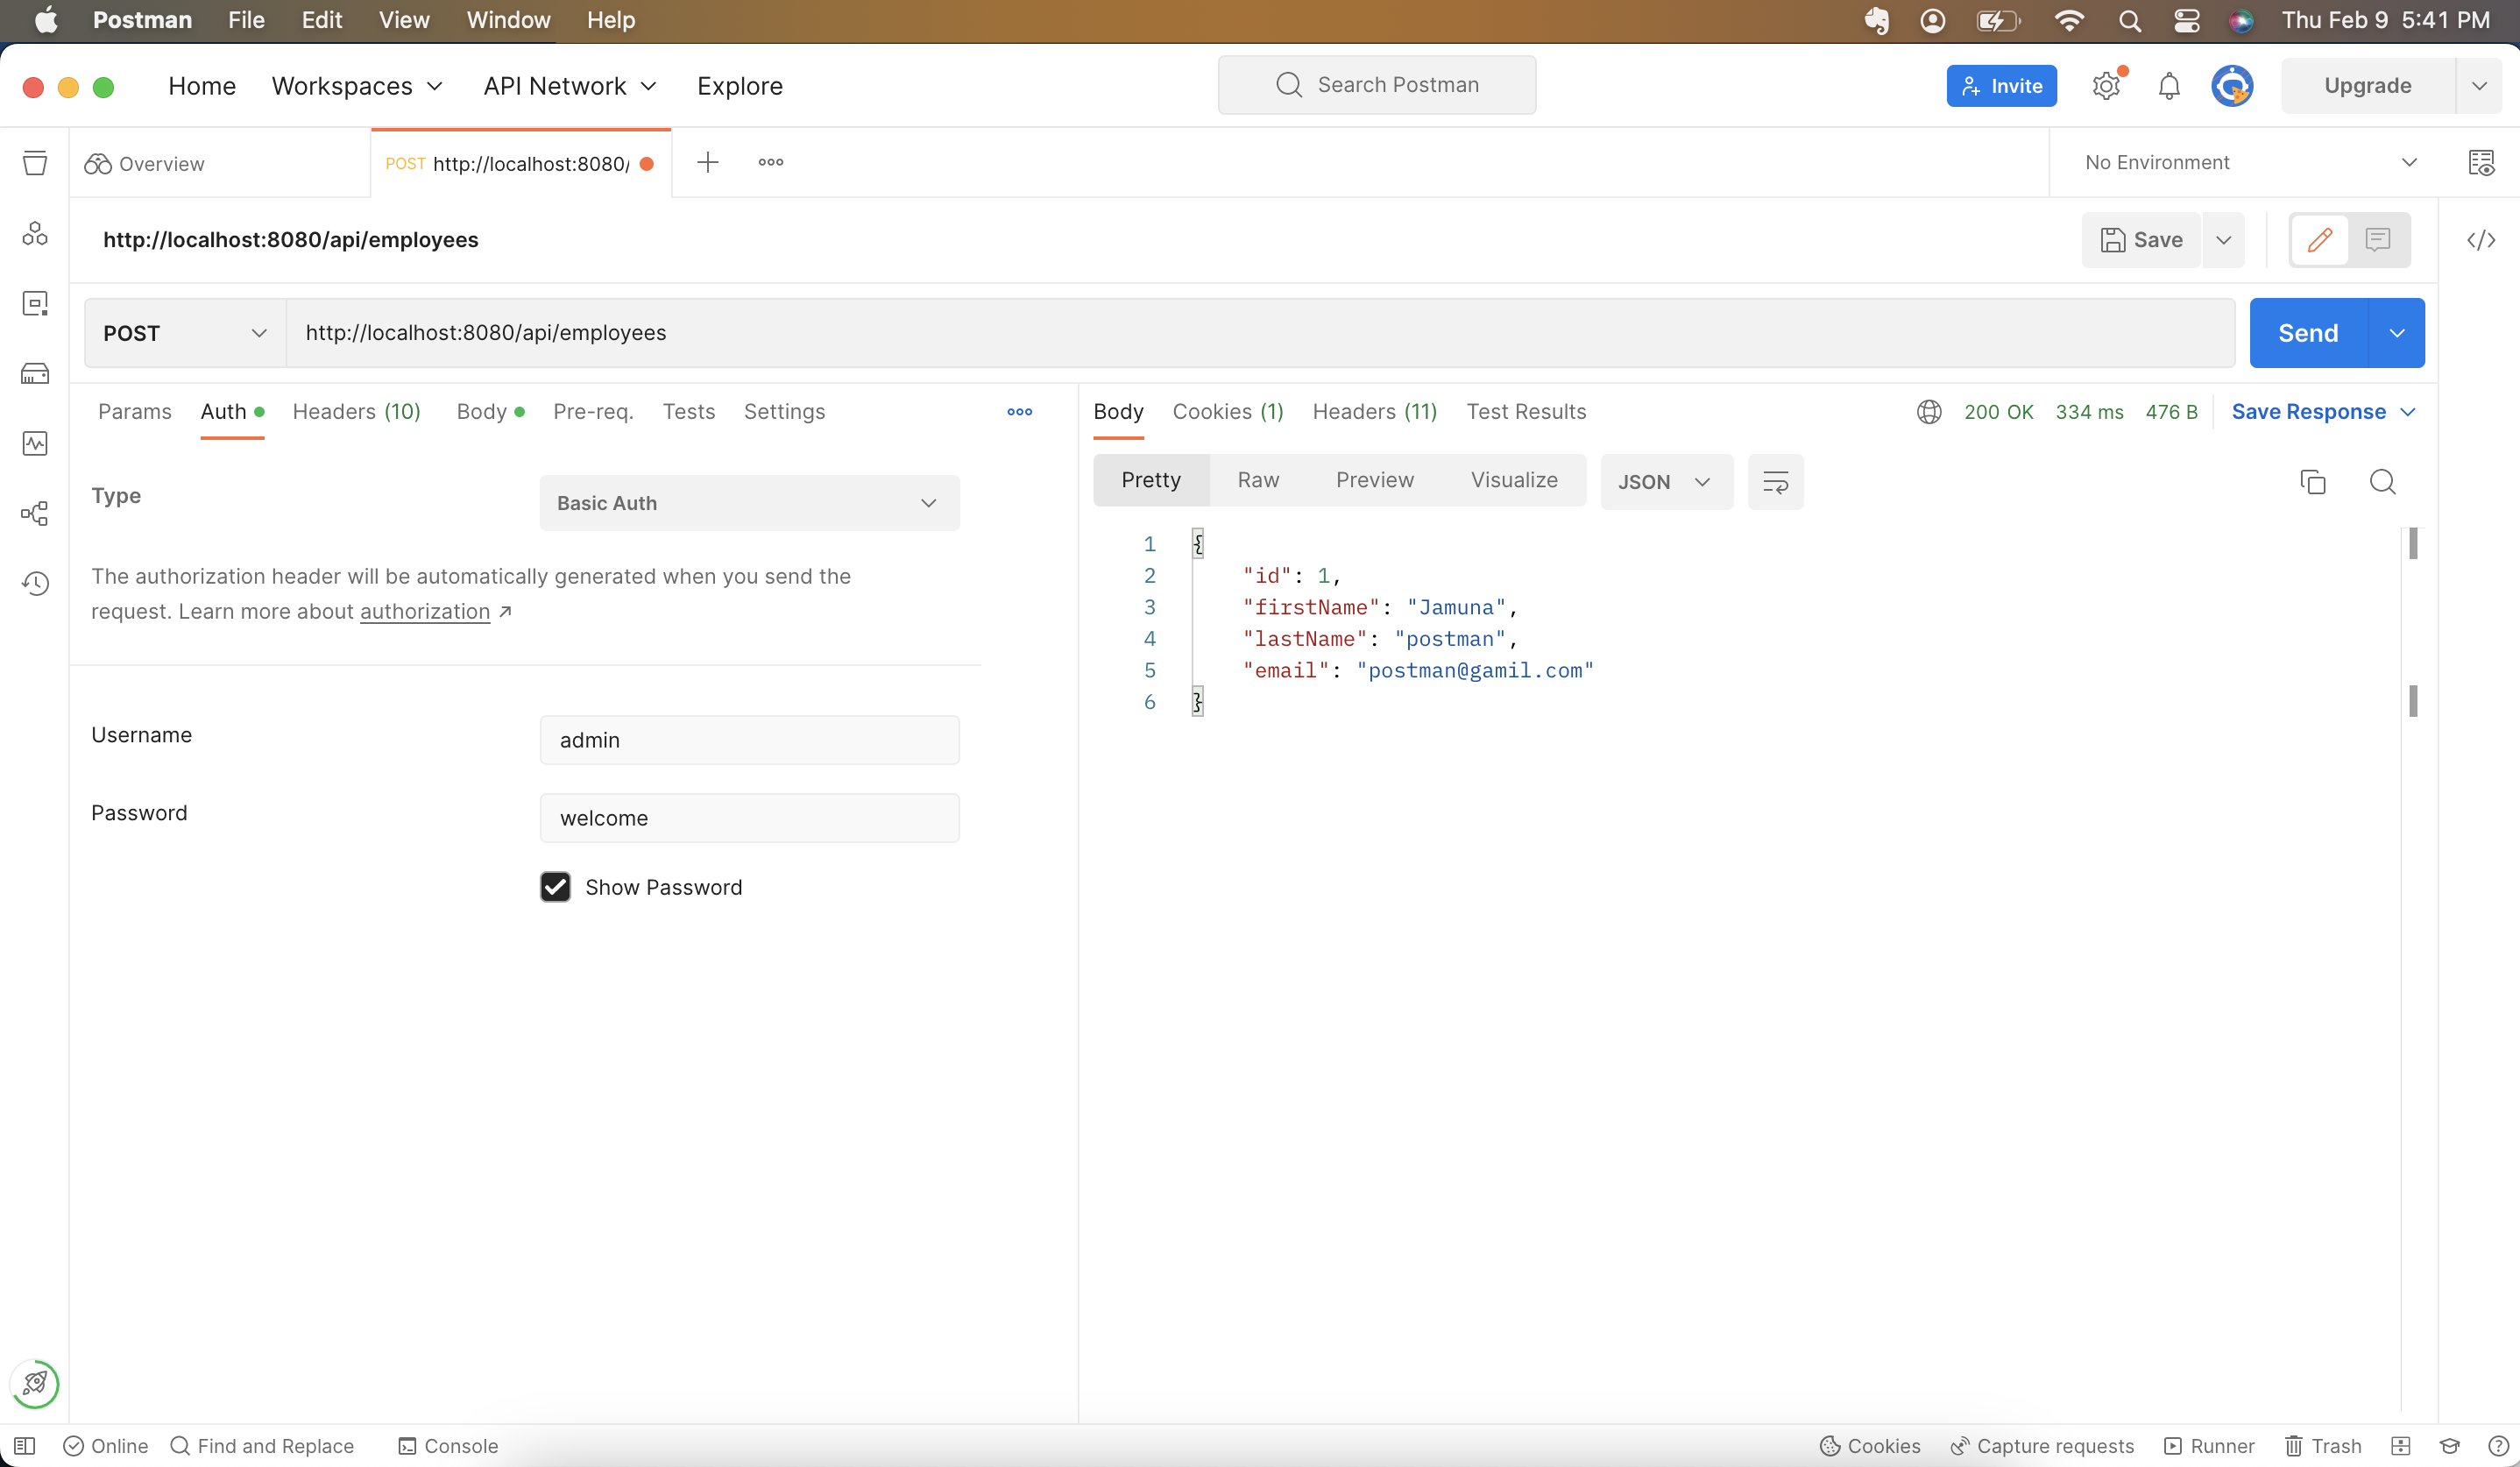 Postman File Edit View Window Help Thu Feb 9 5:41 PM
Home Workspaces API Network Explore Search Postman Invite Upgrade
Overview POST http://localhost:8080/ No Environment
http://localhost:8080/api/employees Save
POST http://localhost:8080/api/employees Send
Params Auth Headers (10) Body Pre-req. Tests Settings
Type Basic Auth
The authorization header will be automatically generated when you send the
request. Learn more about authorization ↗
Username admin
Password welcome
Show Password
Body Cookies (1) Headers (11) Test Results 200 OK 334 ms 476 B Save Response
Pretty Raw Preview Visualize JSON
1 {
2 "id": 1,
3 "firstName": "Jamuna",
4 "lastName": "postman",
5 "email": "postman@gamil.com"
6 }
Online Find and Replace Console Cookies Capture requests Runner Trash